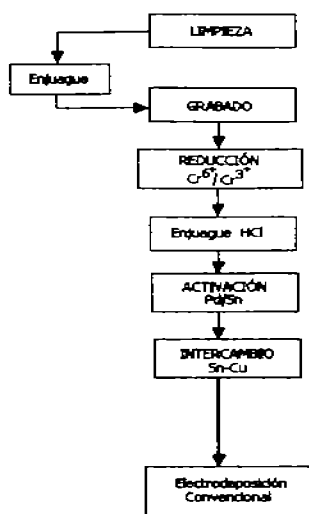 LIMPIEZA
Enjuague
GRABADO
REDUCCIÓN
Cr6+/Cr3+
Enjuague HCl
ACTIVACIÓN
Pd/Sn
INTERCAMBIO
Sn-Cu
Electrodeposición
Convencional